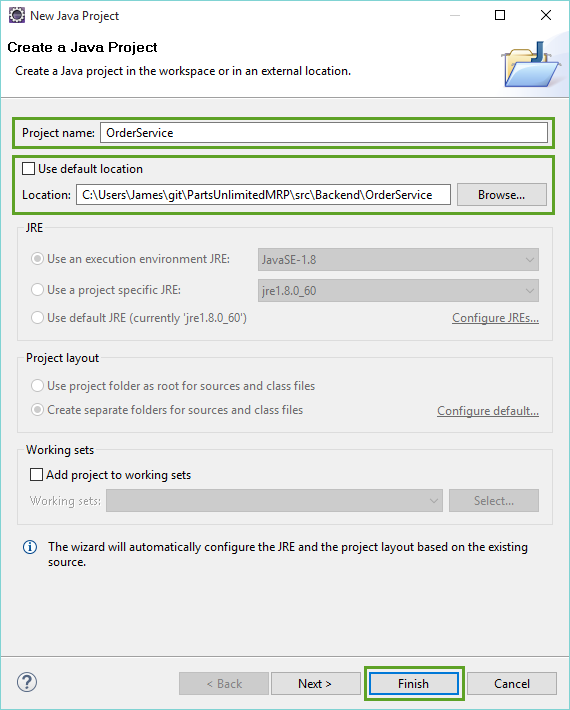 New Java Project
Create a Java Project
Create a Java project in the workspace or in an external location.
Project name: OrderService
Use default location
Location: C:\Users\James\git\PartsUnlimitedMRP\src\Backend\OrderService Browse...
JRE
Use an execution environment JRE: JavaSE-1.8
Use a project specific JRE: jre1.8.0_60
Use default JRE (currently 'jre1.8.0_60') Configure JREs...
Project layout
Use project folder as root for sources and class files
Create separate folders for sources and class files Configure default...
Working sets
Add project to working sets
Working sets: Select...
The wizard will automatically configure the JRE and the project layout based on the existing
source.
< Back Next > Finish Cancel